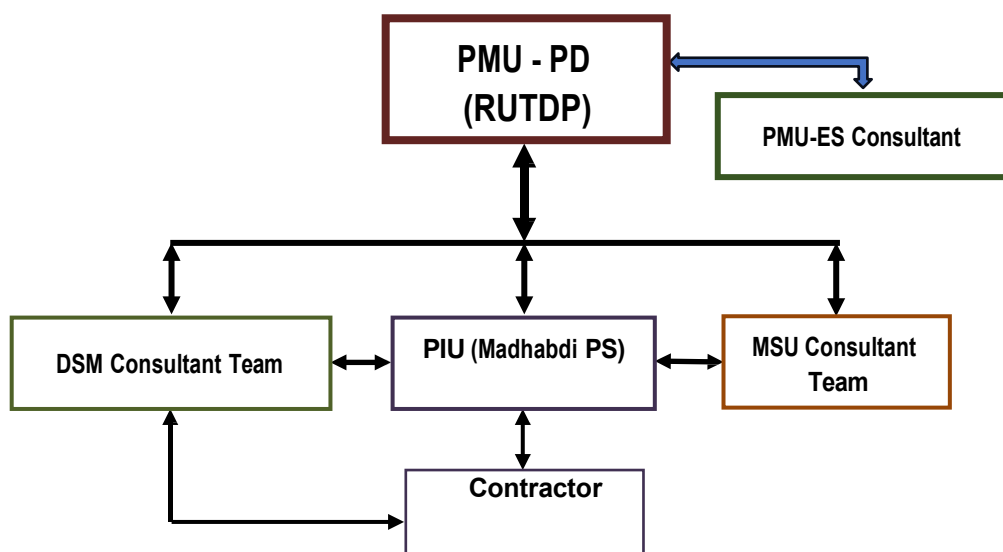 PMU - PD
(RUTDP)
PMU-ES Consultant
DSM Consultant Team
PIU (Madhabdi PS)
MSU Consultant
Team
Contractor